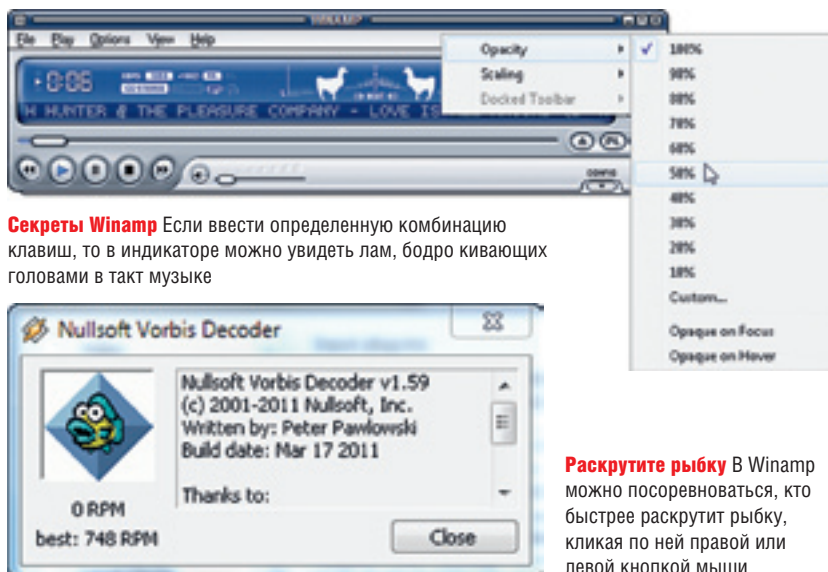 WINAMP
File Play Options View Help
0:06
H HUNTER & THE PLEASURE COMPANY - LOVE IS
CONFIG
Opacity
Scaling
Docked Toolbar
100%
90%
80%
70%
60%
50%
40%
30%
20%
10%
Custom...
Opaque on Focus
Opaque on Hover
Секреты Winamp Если ввести определенную комбинацию
клавиш, то в индикаторе можно увидеть лам, бодро кивающих
головами в такт музыке
Nullsoft Vorbis Decoder
Nullsoft Vorbis Decoder v1.59
(c) 2001-2011 Nullsoft, Inc.
Written by: Peter Pawlowski
Build date: Mar 17 2011
Thanks to:
0 RPM
best: 748 RPM
Close
Раскрутите рыбку В Winamp
можно посоревноваться, кто
быстрее раскрутит рыбку,
кликая по ней правой или
левой кнопкой мыши